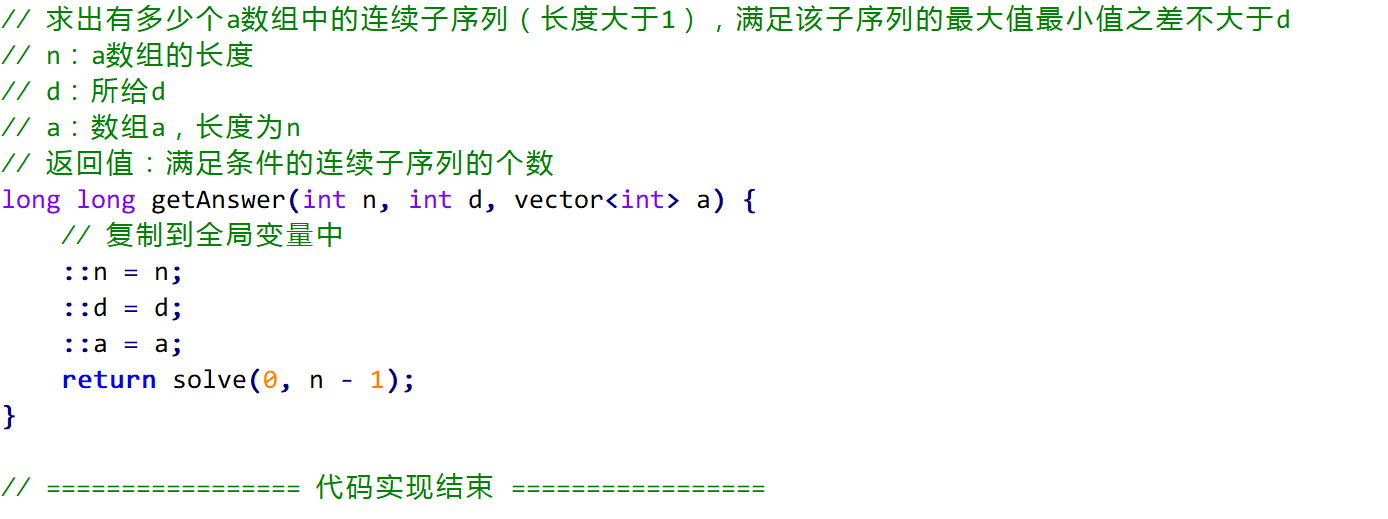 // 求出有多少个a数组中的连续子序列（长度大于1），满足该子序列的最大值最小值之差不大于d
// n：a数组的长度
// d：所给d
// a：数组a，长度为n
// 返回值：满足条件的连续子序列的个数
long long getAnswer(int n, int d, vector<int> a) {
    // 复制到全局变量中
    ::n = n;
    ::d = d;
    ::a = a;
    return solve(0, n - 1);
}
// ================= 代码实现结束 =================